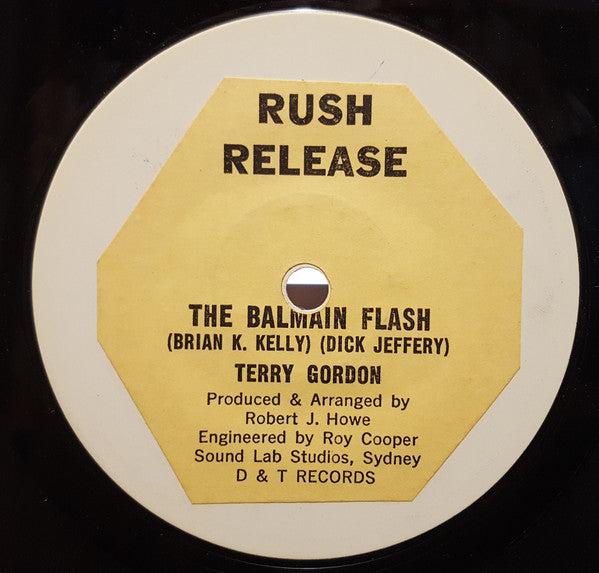 RUSH
RELEASE
THE BALMAIN FLASH
(BRIAN K. KELLY) (DICK JEFFERY)
TERRY GORDON
Produced & Arranged by
Robert J. Howe
Engineered by Roy Cooper
Sound Lab Studios, Sydney
D & T RECORDS